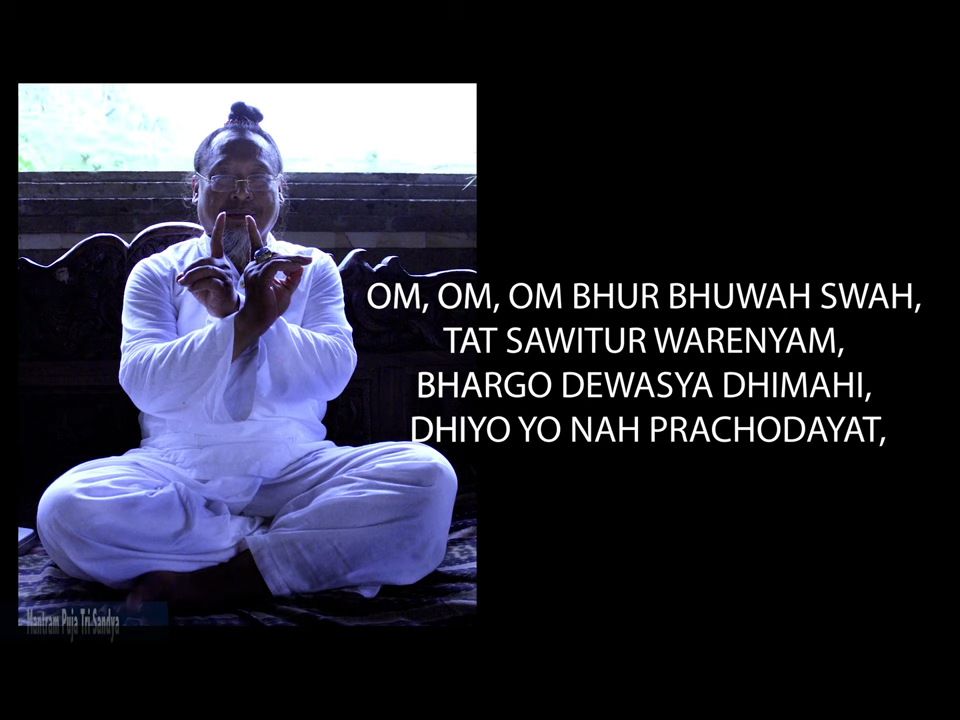 OM, OM, OM BHUR BHUWAH SWAH,
TAT SAWITUR WARENYAM,
BHARGO DEWASYA DHIMAHI,
DHIYO YO NAH PRACHODAYAT,
Mantram Puja Tri Sandya